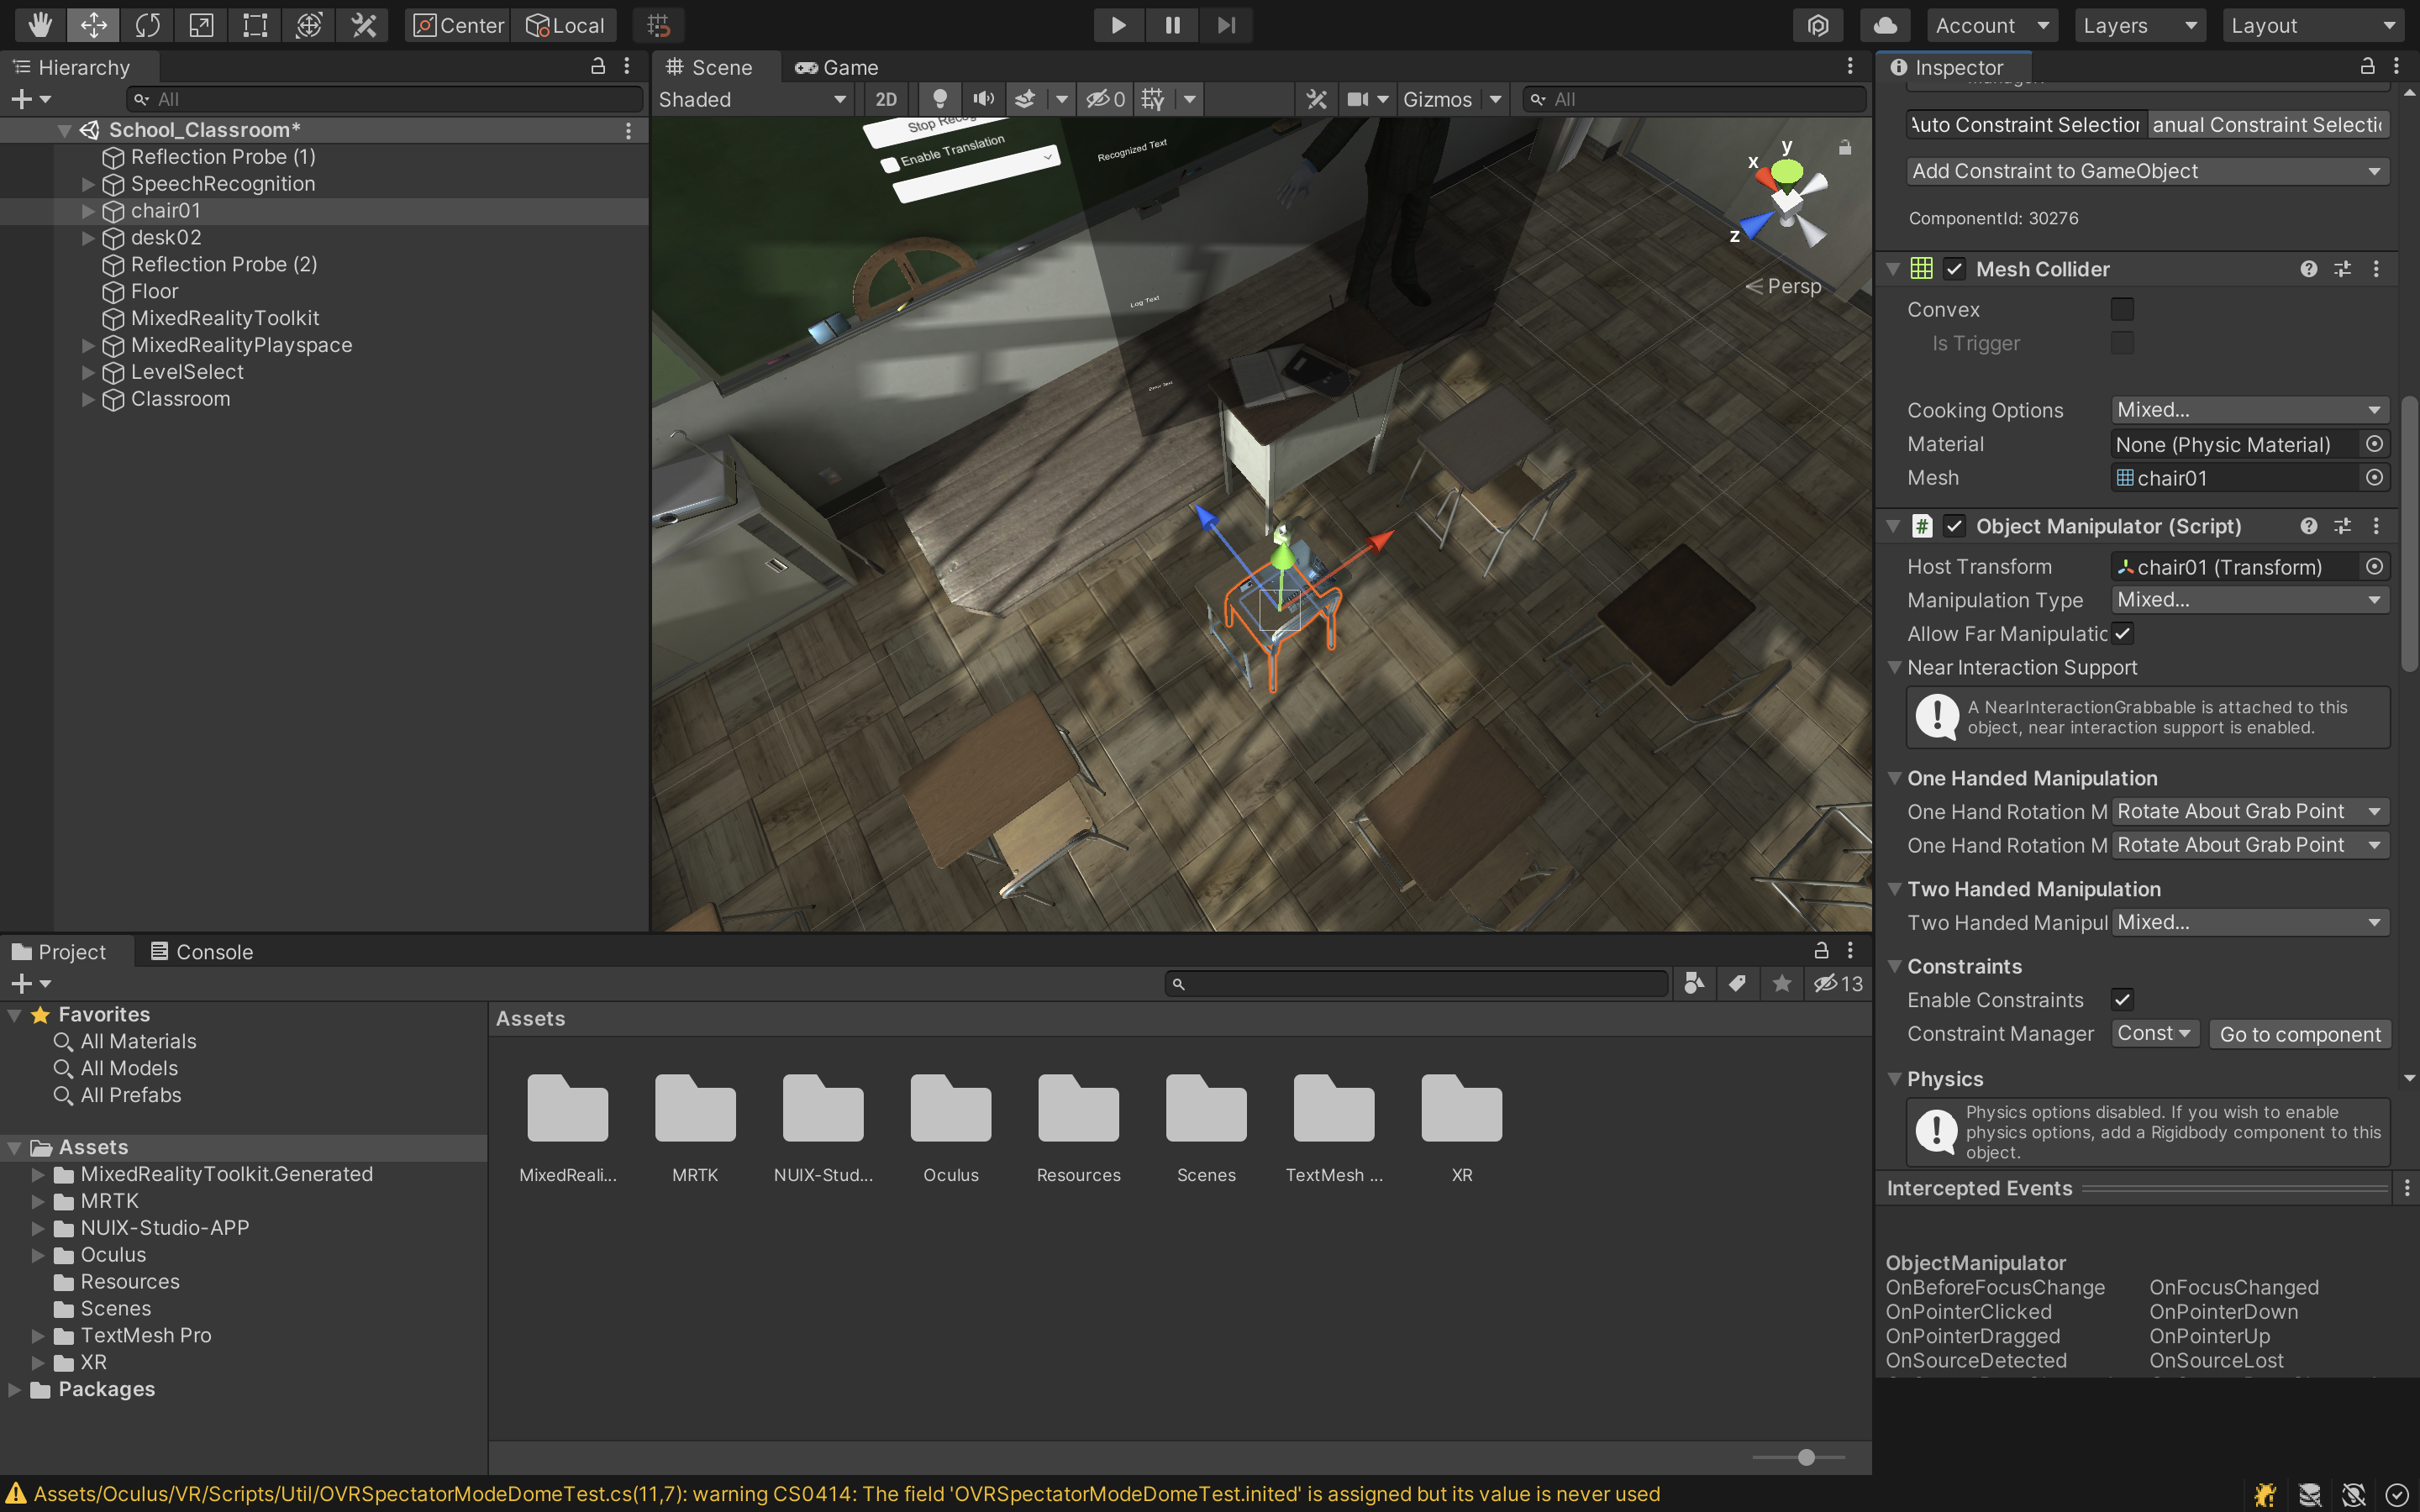 Center
Local
Account
Layers
Layout
Hierarchy
All
School_Classroom*
Reflection Probe (1)
SpeechRecognition
chair01
desk02
Reflection Probe (2)
Floor
MixedRealityToolkit
MixedRealityPlayspace
LevelSelect
Classroom
Scene
Game
Shaded
2D
0
Gizmos
All
Stop
Enable Translation
Recognized Text
Log Text
Error Text
y
x
z
Persp
Inspector
Auto Constraint Selection
anual Constraint Selecti
Add Constraint to GameObject
ComponentId: 30276
Mesh Collider
Convex
Is Trigger
Cooking Options Mixed...
Material None (Physic Material)
Mesh chair01
# Object Manipulator (Script)
Host Transform chair01 (Transform)
Manipulation Type Mixed...
Allow Far Manipulatic
Near Interaction Support
A NearInteractionGrabbable is attached to this
object, near interaction support is enabled.
One Handed Manipulation
One Hand Rotation M Rotate About Grab Point
One Hand Rotation M Rotate About Grab Point
Two Handed Manipulation
Two Handed Manipul Mixed...
Constraints
Enable Constraints
Constraint Manager Const Go to component
Physics
Physics options disabled. If you wish to enable
physics options, add a Rigidbody component to this
object.
Intercepted Events
ObjectManipulator
OnBeforeFocusChange OnFocusChanged
OnPointerClicked OnPointerDown
OnPointerDragged OnPointerUp
OnSourceDetected OnSourceLost
Project
Console
13
Favorites
All Materials
All Models
All Prefabs
Assets
MixedRealityToolkit.Generated
MRTK
NUIX-Studio-APP
Oculus
Resources
Scenes
TextMesh Pro
XR
Packages
Assets
MixedReali...
MRTK
NUIX-Stud...
Oculus
Resources
Scenes
TextMesh ...
XR
Assets/Oculus/VR/Scripts/Util/OVRSpectatorModeDomeTest.cs(11,7): warning CS0414: The field 'OVRSpectatorModeDomeTest.inited' is assigned but its value is never used